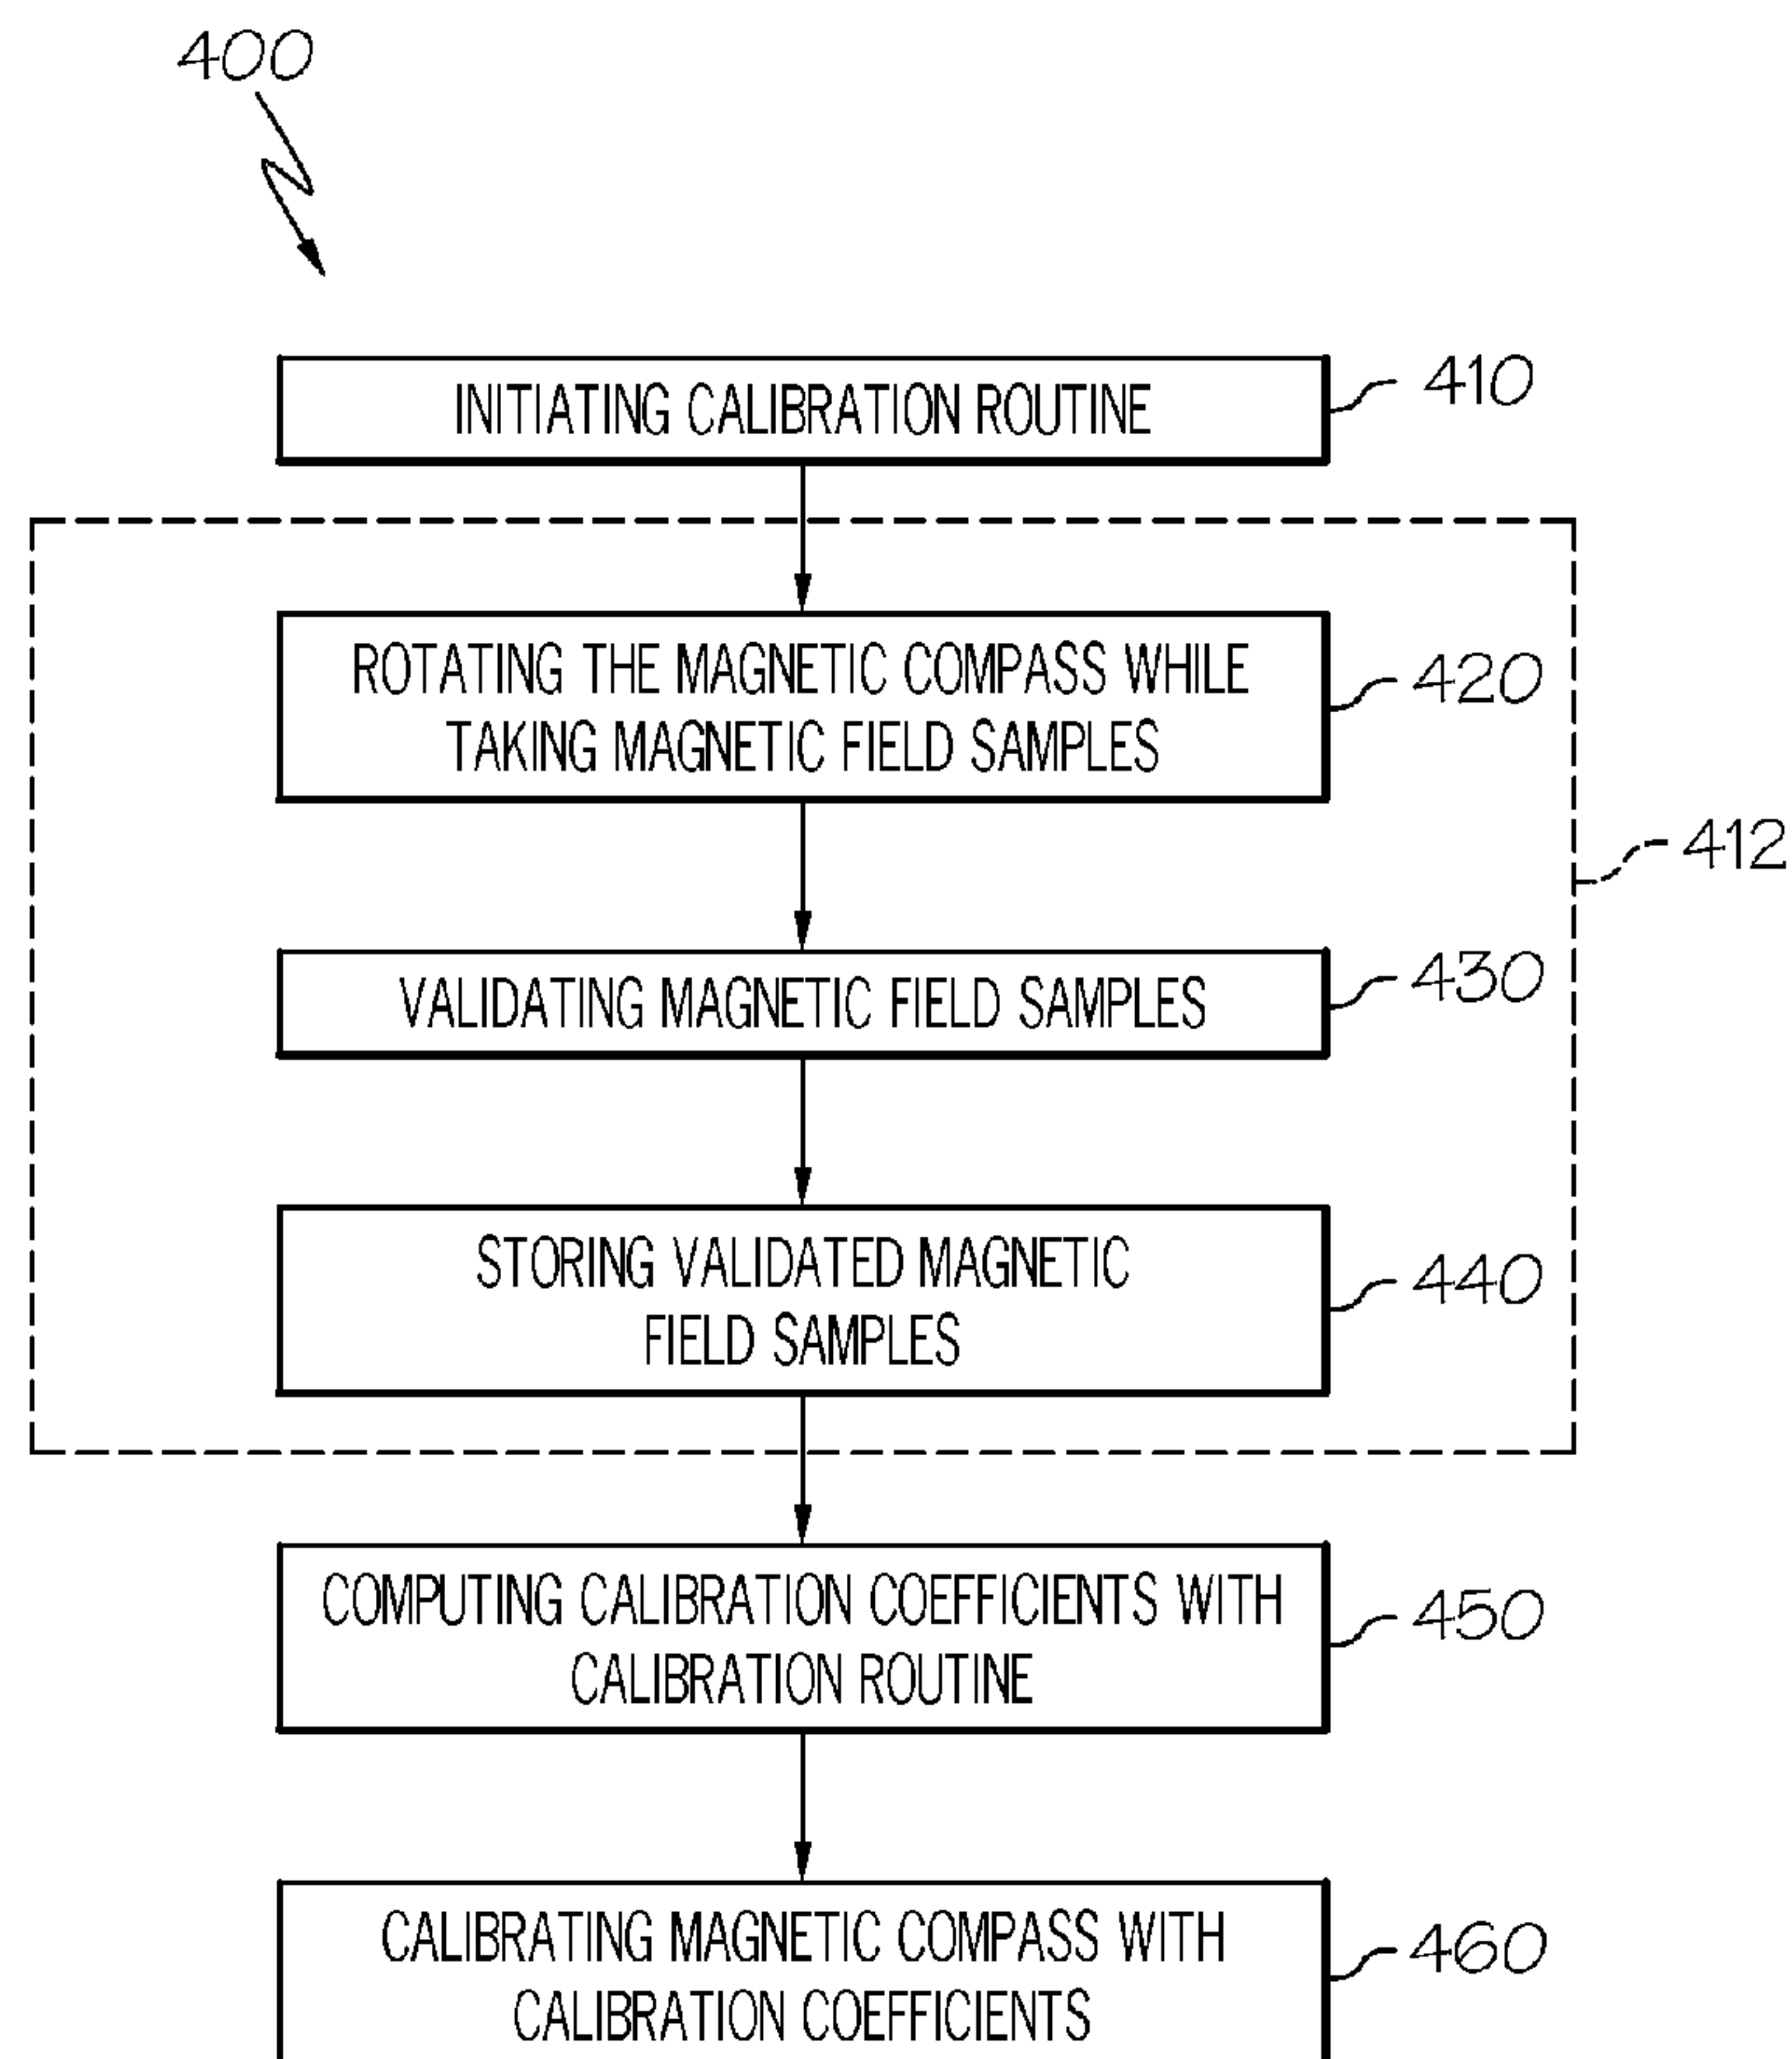 400
INITIATING CALIBRATION ROUTINE
410
ROTATING THE MAGNETIC COMPASS WHILE
TAKING MAGNETIC FIELD SAMPLES
420
412
VALIDATING MAGNETIC FIELD SAMPLES
430
STORING VALIDATED MAGNETIC
FIELD SAMPLES
440
COMPUTING CALIBRATION COEFFICIENTS WITH
CALIBRATION ROUTINE
450
CALIBRATING MAGNETIC COMPASS WITH
CALIBRATION COEFFICIENTS
460